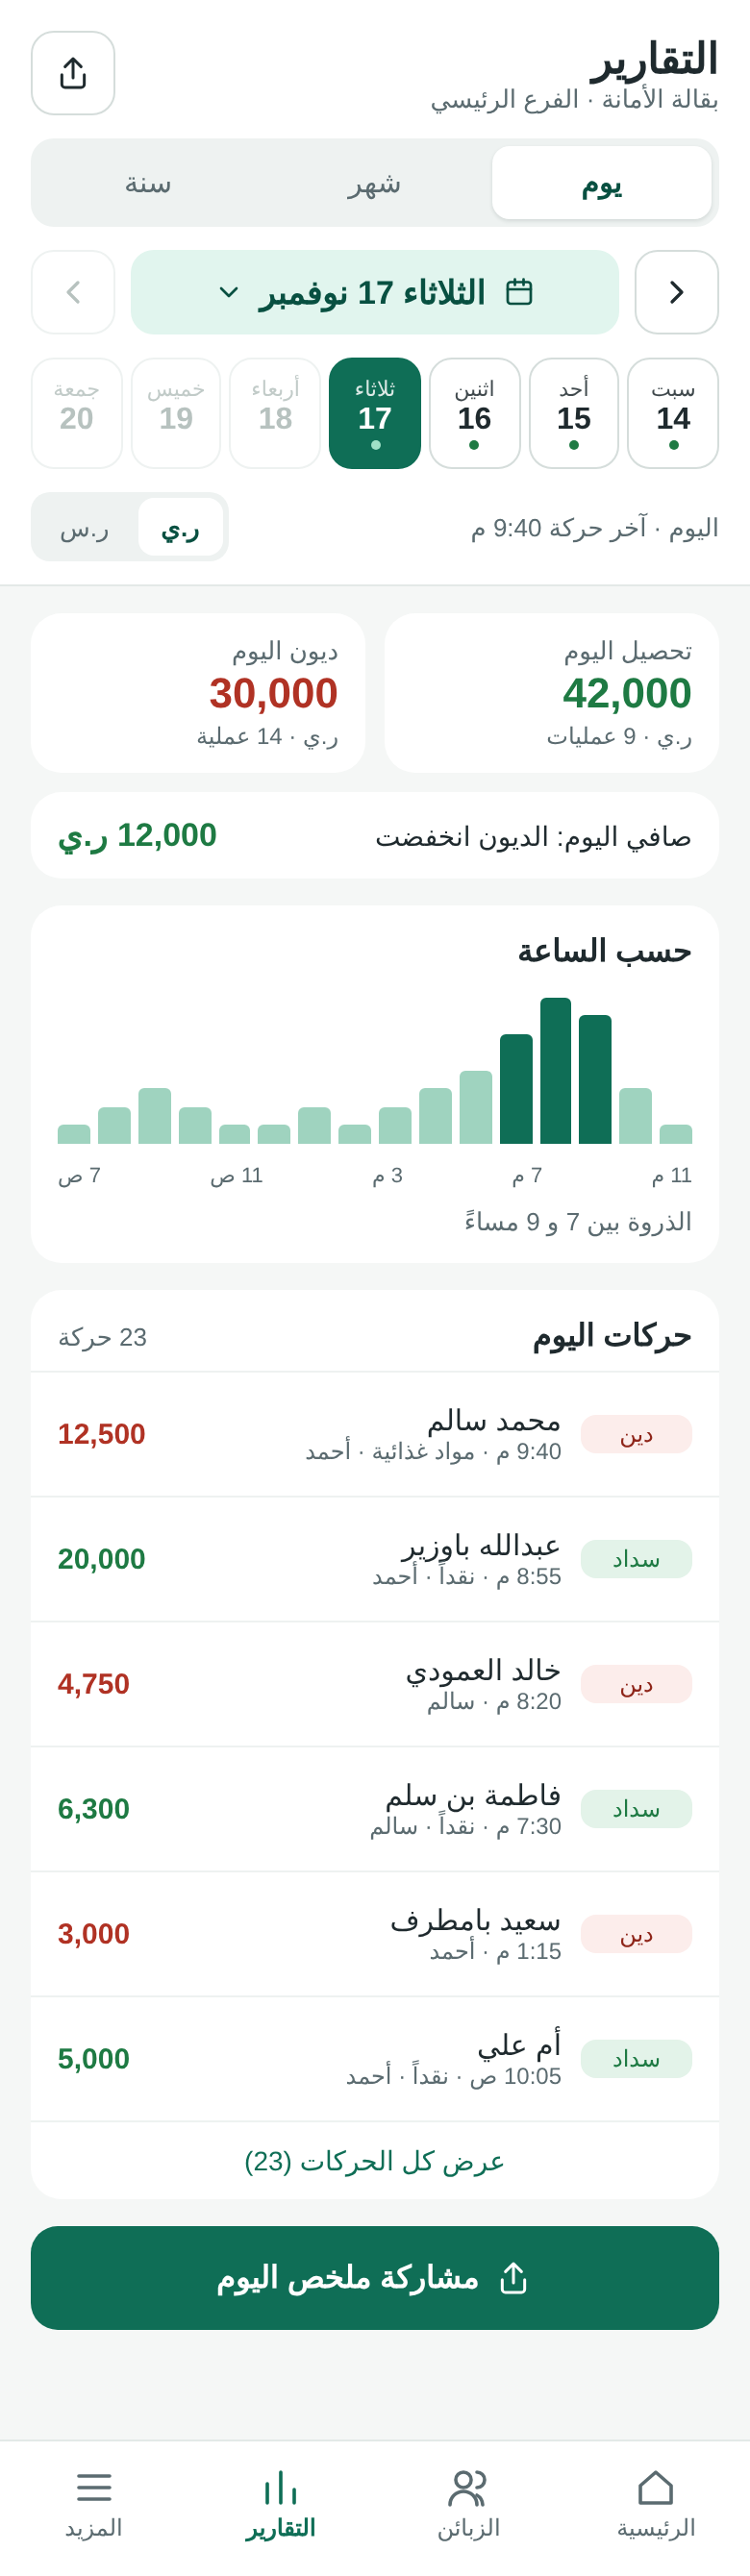 التقارير
بقالة الأمانة · الفرع الرئيسي
يوم
شهر
سنة
الثلاثاء 17 نوفمبر
سبت
14
أحد
15
اثنين
16
ثلاثاء
17
أربعاء
18
خميس
19
جمعة
20
اليوم · آخر حركة 9:40 م
ر.ي
ر.س
تحصيل اليوم
42,000
ر.ي · 9 عمليات
ديون اليوم
30,000
ر.ي · 14 عملية
صافي اليوم: الديون انخفضت
12,000 ر.ي
حسب الساعة
11 م
7 م
3 م
11 ص
7 ص
الذروة بين 7 و 9 مساءً
حركات اليوم
23 حركة
دين
محمد سالم
9:40 م · مواد غذائية · أحمد
12,500
سداد
عبدالله باوزير
8:55 م · نقداً · أحمد
20,000
دين
خالد العمودي
8:20 م · سالم
4,750
سداد
فاطمة بن سلم
7:30 م · نقداً · سالم
6,300
دين
سعيد بامطرف
1:15 م · أحمد
3,000
سداد
أم علي
10:05 ص · نقداً · أحمد
5,000
عرض كل الحركات (23)
مشاركة ملخص اليوم
الرئيسية
الزبائن
التقارير
المزيد